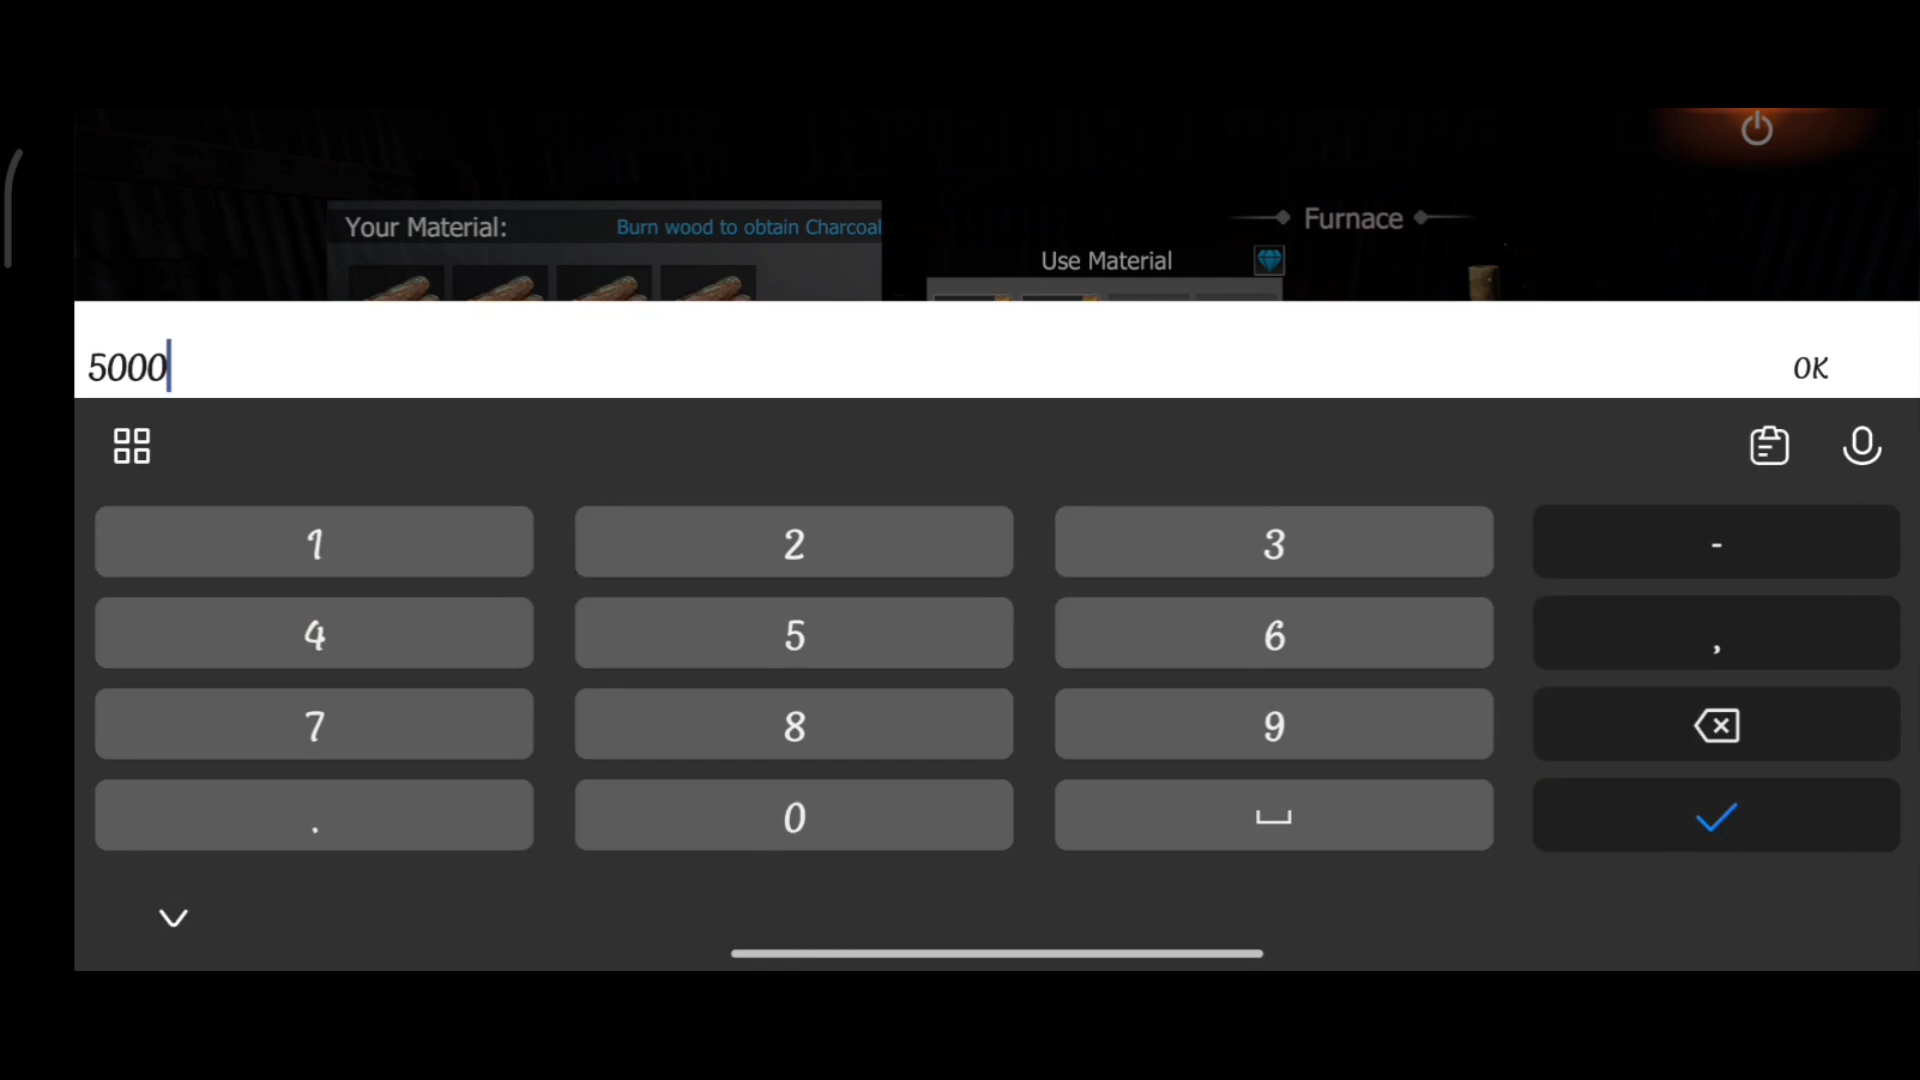 Your Material:
Burn wood to obtain Charcoal
Furnace
Use Material
5000
OK
1 2 3 -
4 5 6 ,
7 8 9
. 0